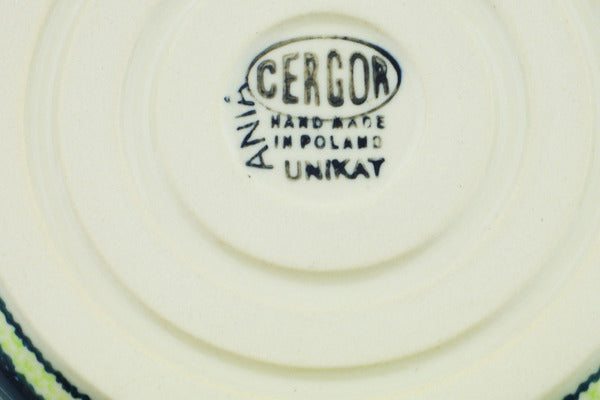 CERGOR
HAND MADE
IN POLAND
UNIKAT
ANIA